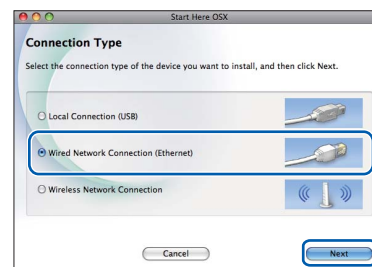 Start Here OSX
Connection Type
Select the connection type of the device you want to install, and then click Next.
Local Connection (USB)
Wired Network Connection (Ethernet)
Wireless Network Connection
Cancel
Next